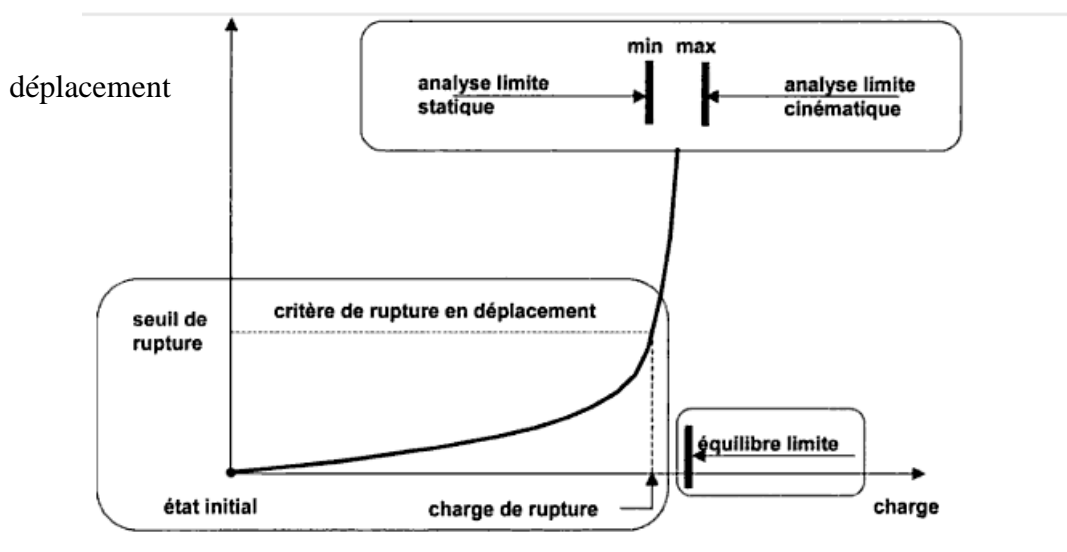 déplacement
min max
analyse limite
statique
analyse limite
cinématique
seuil de
rupture
critère de rupture en déplacement
équilibre limite
état initial
charge de rupture
charge